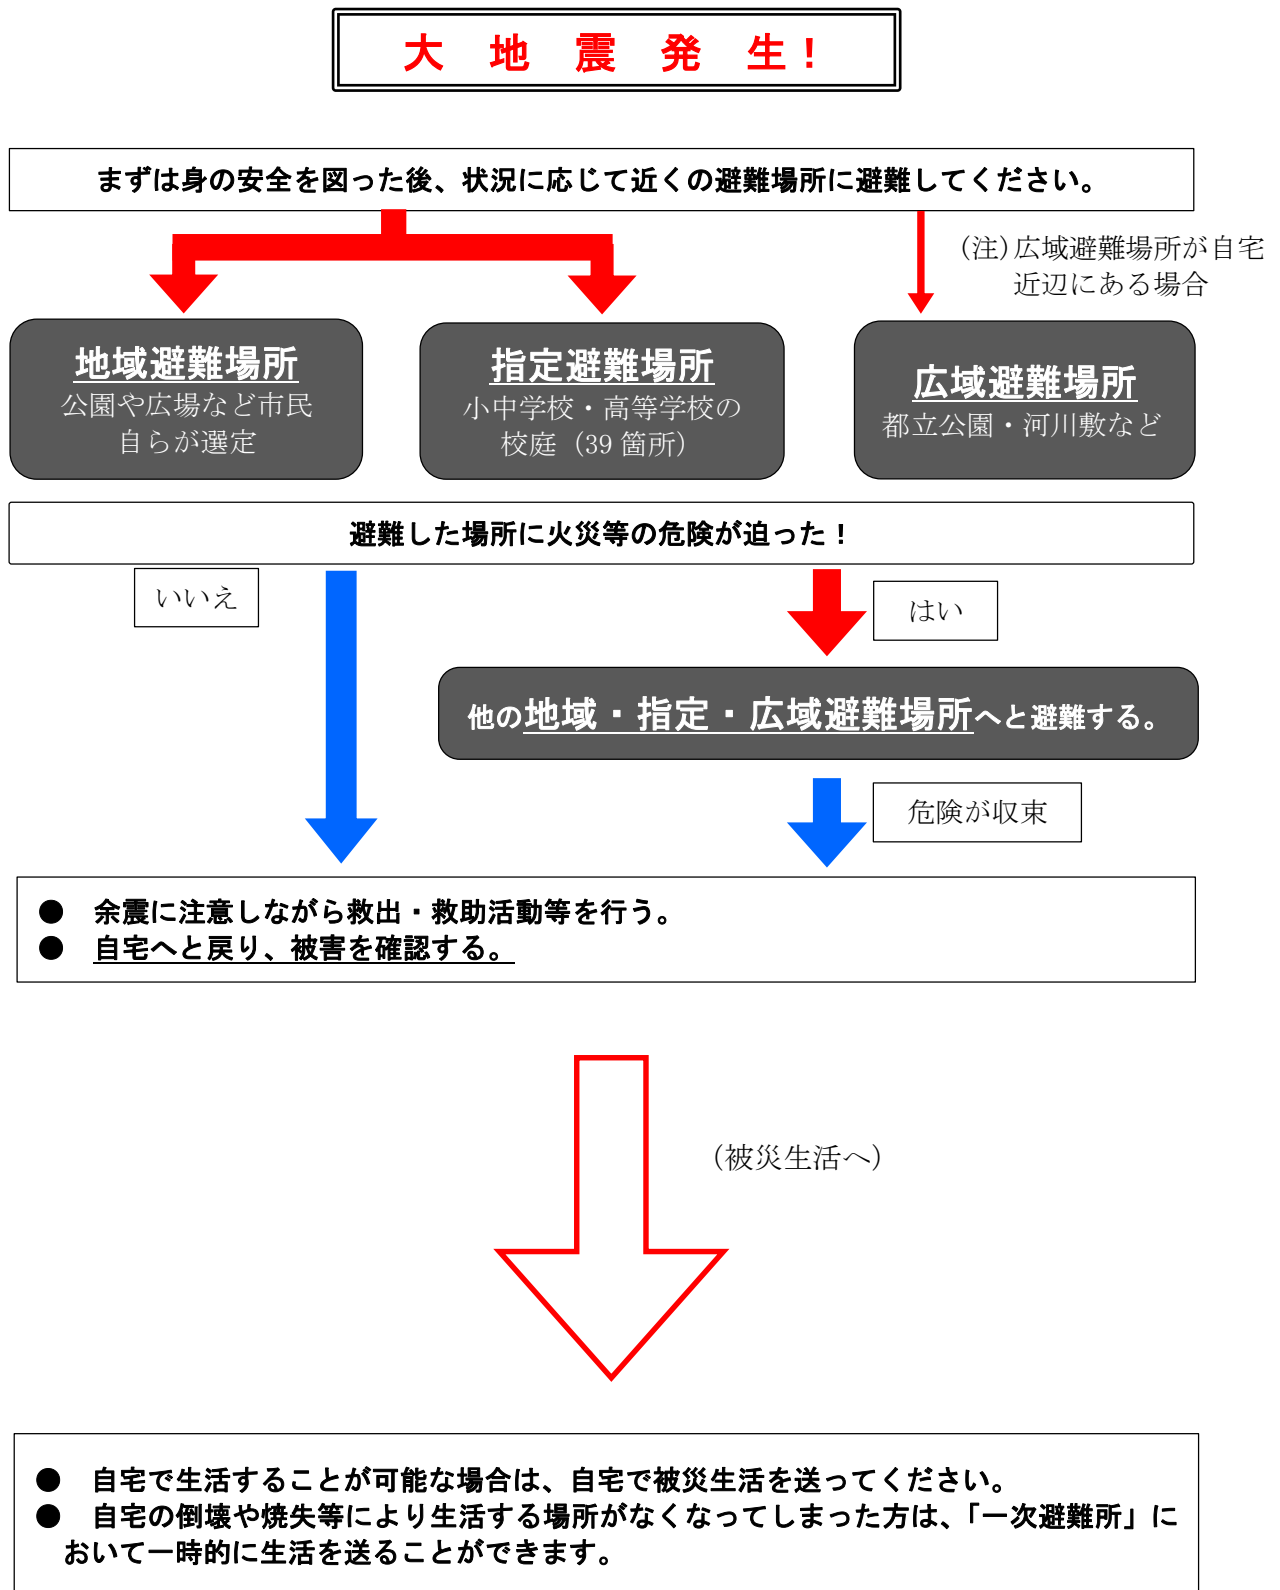 大 地 震 発 生！
まずは身の安全を図った後、状況に応じて近くの避難場所に避難してください。
(注)広域避難場所が自宅
近辺にある場合
地域避難場所
公園や広場など市民
自らが選定
指定避難場所
小中学校・高等学校の
校庭（39 箇所）
広域避難場所
都立公園・河川敷など
避難した場所に火災等の危険が迫った！
いいえ
はい
他の地域・指定・広域避難場所へと避難する。
危険が収束
● 余震に注意しながら救出・救助活動等を行う。
● 自宅へと戻り、被害を確認する。
（被災生活へ）
● 自宅で生活することが可能な場合は、自宅で被災生活を送ってください。
● 自宅の倒壊や焼失等により生活する場所がなくなってしまった方は、「一次避難所」に
おいて一時的に生活を送ることができます。